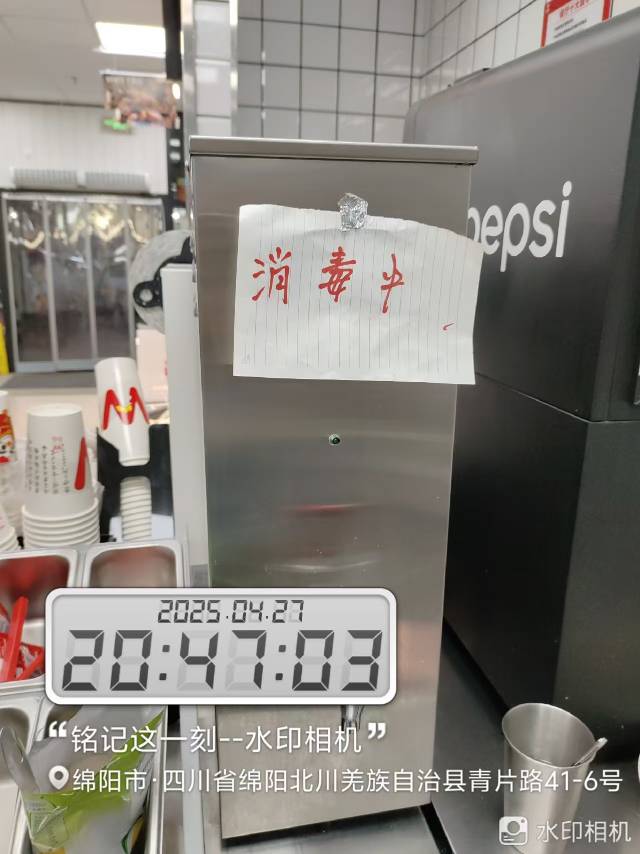 消毒中
pepsi
2025.04.27
20:47:03
“铭记这一刻--水印相机”
绵阳市·四川省绵阳北川羌族自治县青片路41-6号
水印相机